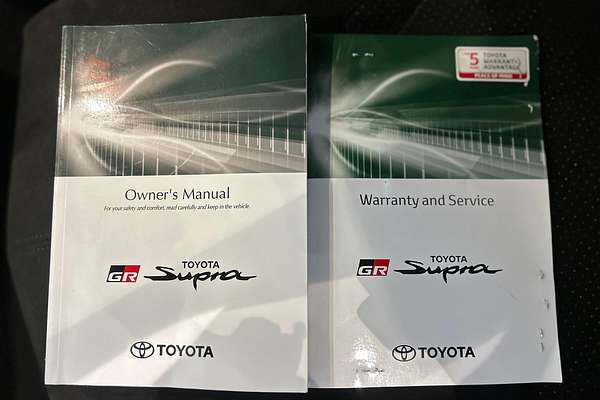 Owner's Manual
For your safety and comfort, read carefully and keep in the vehicle.
GR
TOYOTA
Supra
TOYOTA
5
TOYOTA
WARRANTY
ADVANTAGE
PEACE OF MIND
Warranty and Service
GR
TOYOTA
Supra
TOYOTA